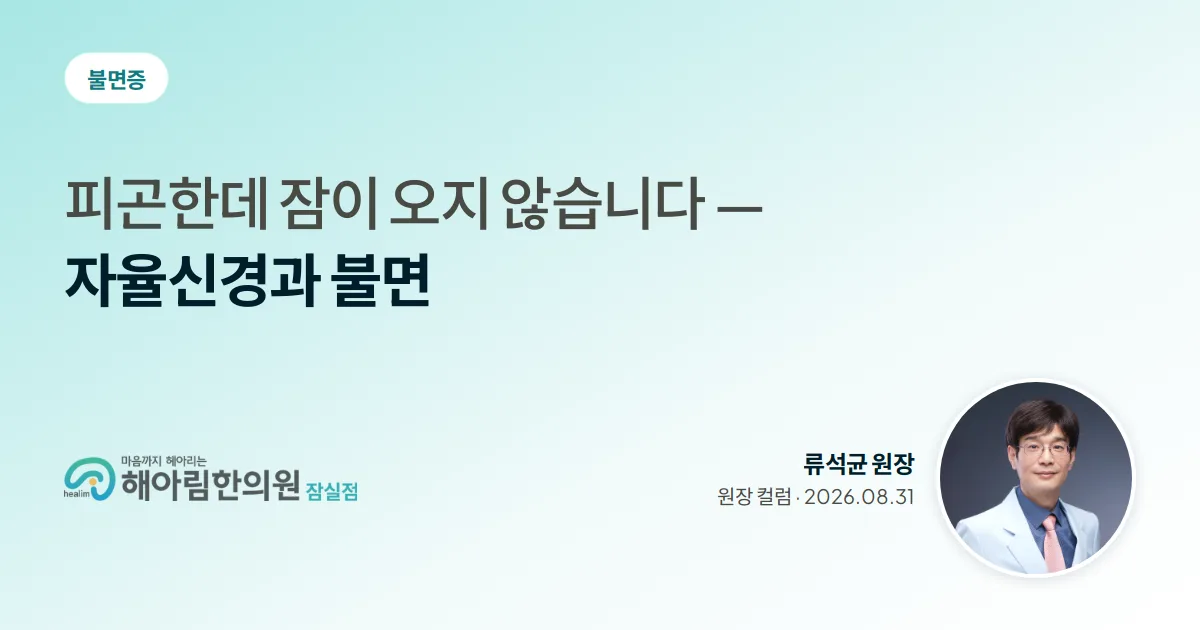 불면증
피곤한데 잠이 오지 않습니다 —
자율신경과 불면
마음까지 헤아리는
healim 해아림한의원 잠실점
류석균 원장
원장 컬럼 · 2026.08.31